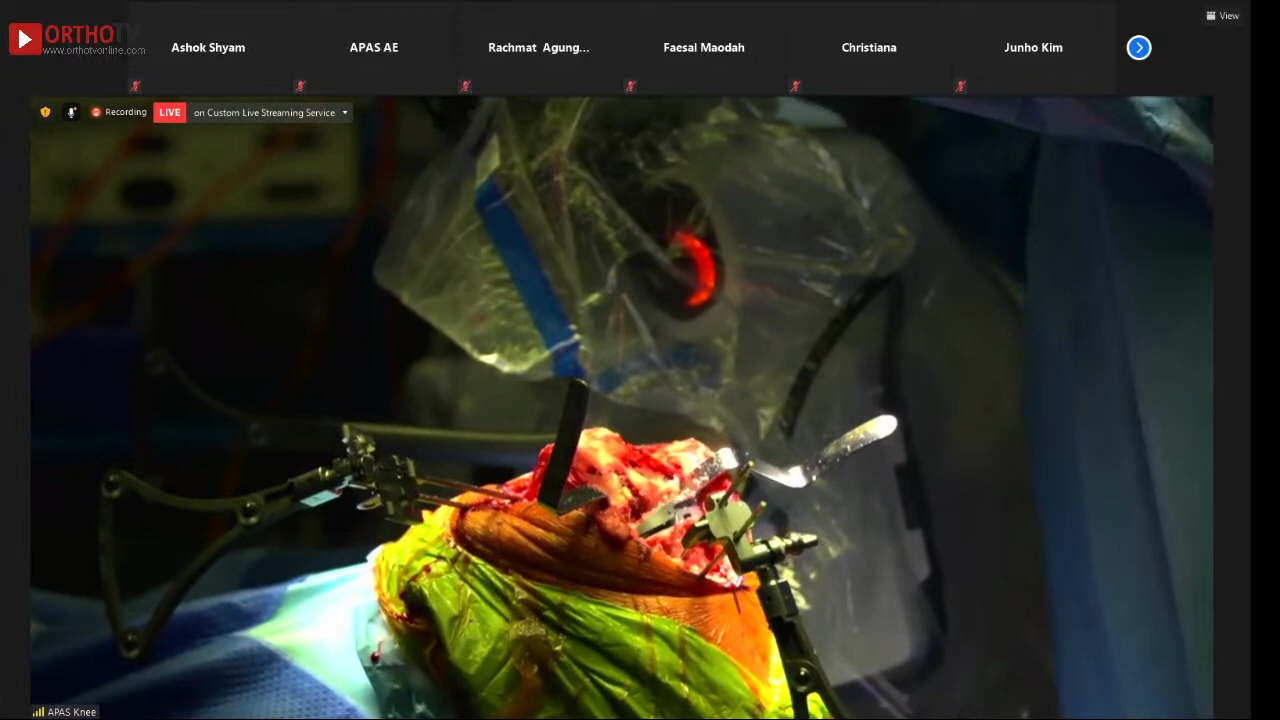 ORTHOTV
www.orthotvonline.com
View
Ashok Shyam
APAS AE
Rachmat Agung...
Faesal Maodah
Christiana
Junho Kim
Recording
LIVE
on Custom Live Streaming Service
APAS Knee